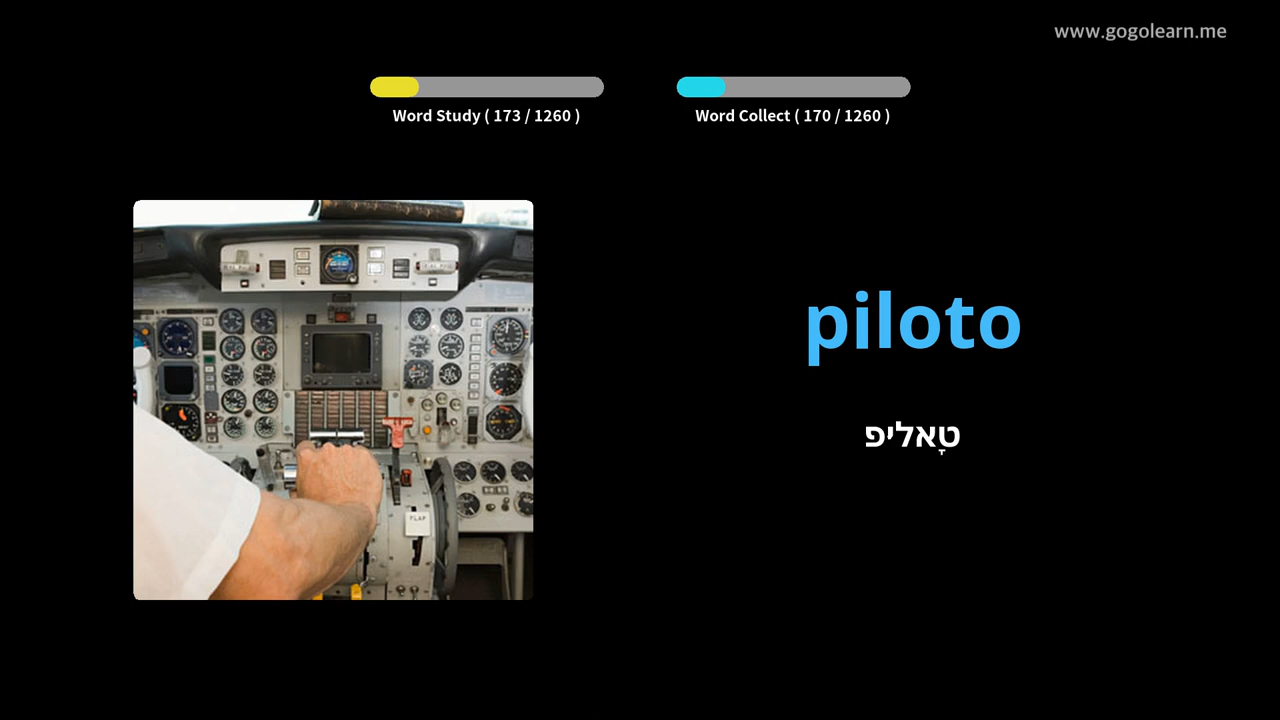 www.gogolearn.me
Word Study ( 173 / 1260 )
Word Collect ( 170 / 1260 )
piloto
טָאליפ
FLAP